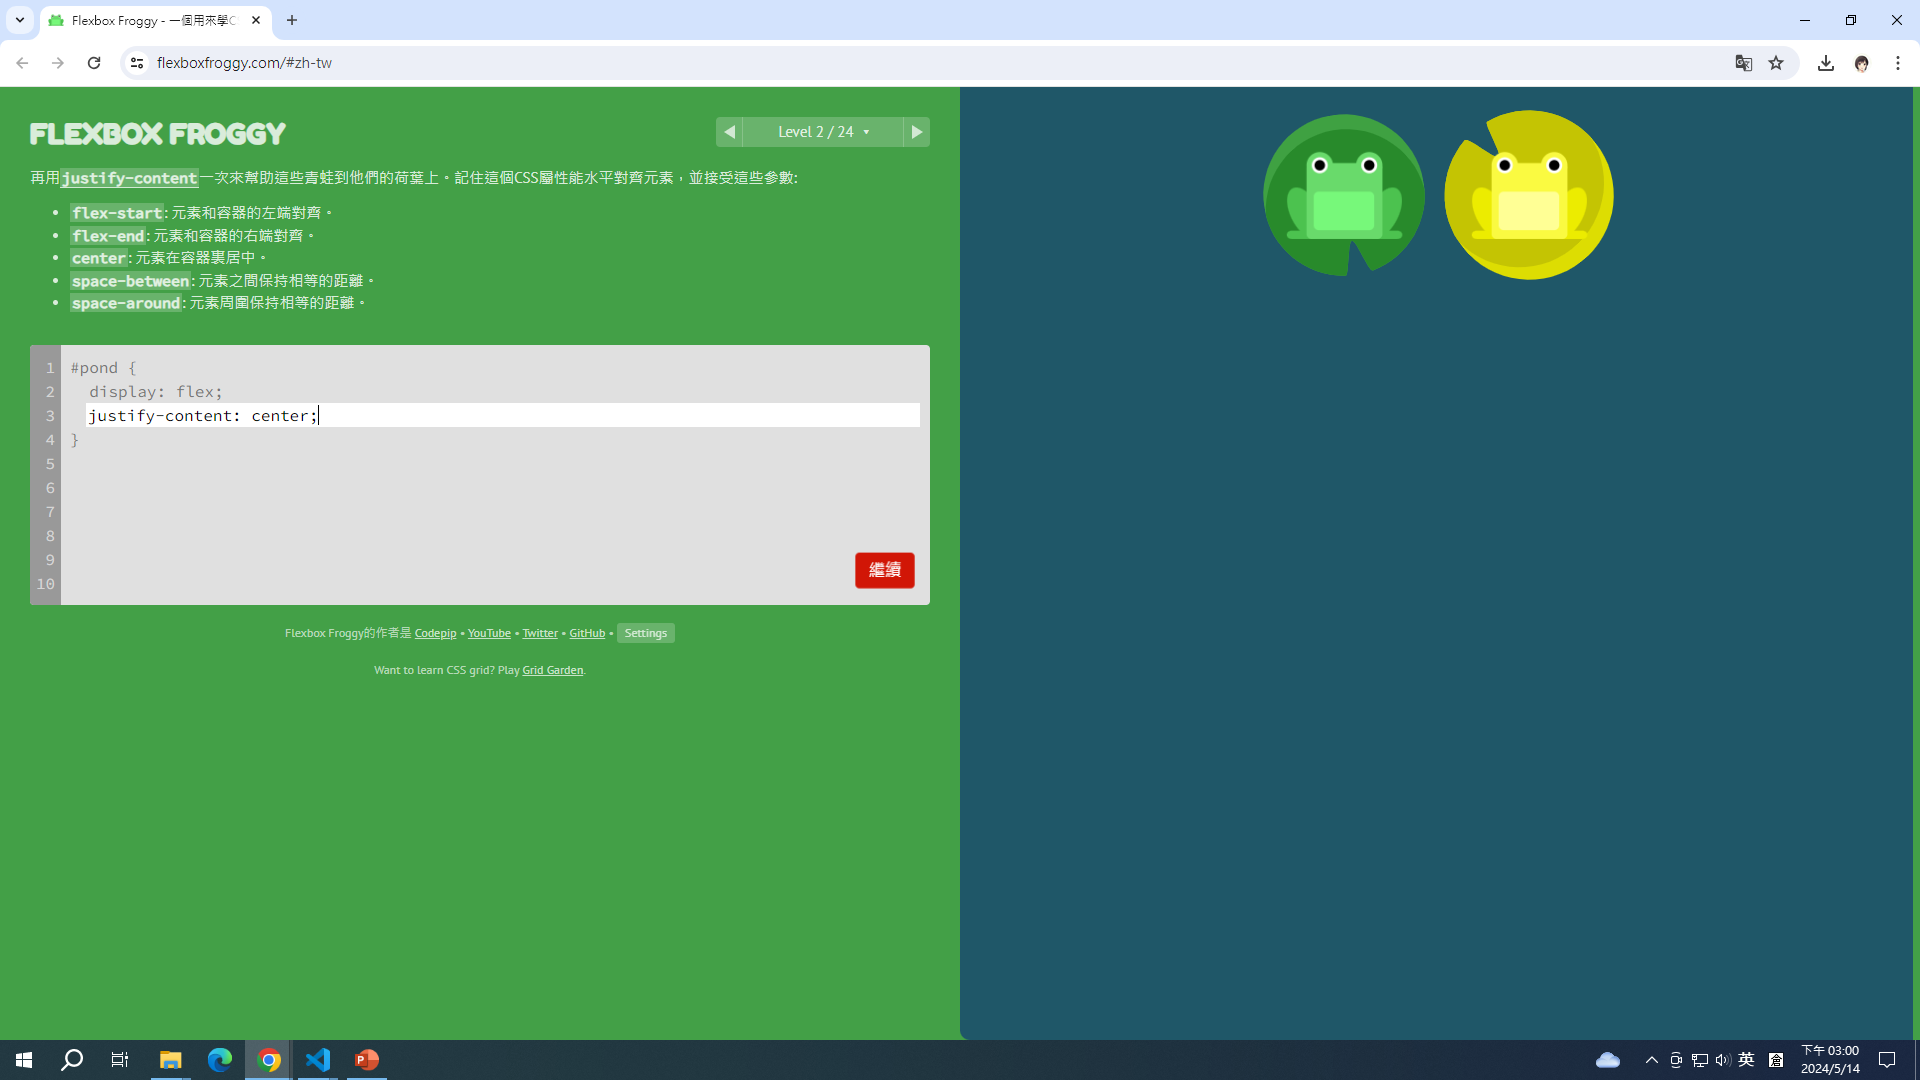 Flexbox Froggy - 一個用來學C
flexboxfroggy.com/#zh-tw
FLEXBOX FROGGY
Level 2 / 24
再用justify-content一次來幫助這些青蛙到他們的荷葉上。記住這個CSS屬性能水平對齊元素，並接受這些參數:
flex-start: 元素和容器的左端對齊。
flex-end: 元素和容器的右端對齊。
center: 元素在容器裏居中。
space-between: 元素之間保持相等的距離。
space-around: 元素周圍保持相等的距離。
1 #pond {
2 display: flex;
3 justify-content: center;
4 }
5
6
7
8
9
10
繼續
Flexbox Froggy的作者是 Codepip • YouTube • Twitter • GitHub • Settings
Want to learn CSS grid? Play Grid Garden.
英
倉
下午 03:00
2024/5/14